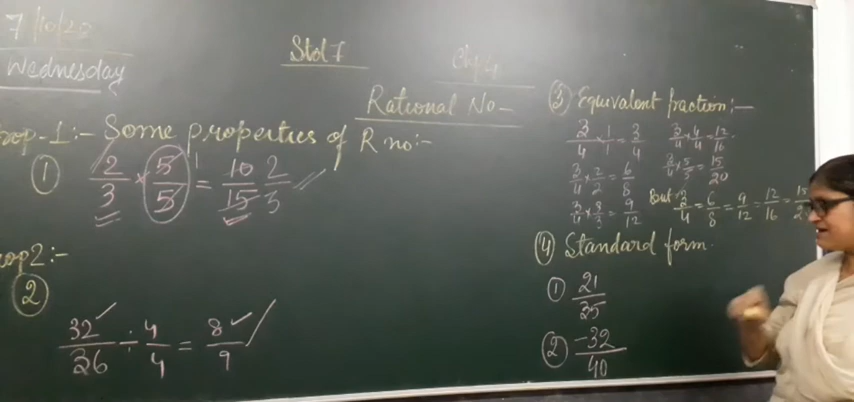 7/10/20
Wednesday
Std 7
Chp 4
Rational No -
Prop-1:- Some properties of R no:-
① 2/3 × 5/5 = 10/15 2/3
Prop 2:-
② 32/36 ÷ 4/4 = 8/9
③ Equivalent fraction:-
3/4 × 1/1 = 3/4 3/4 × 4/4 = 12/16
3/4 × 2/2 = 6/8 3/4 × 5/5 = 15/20
3/4 × 3/3 = 9/12 But 3/4 = 6/8 = 9/12 = 12/16 =
④ Standard form.
① 21/35
② -32/40